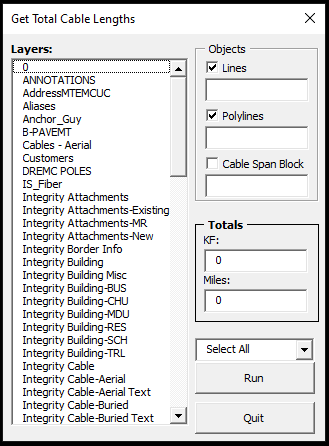 Get Total Cable Lengths
Layers:
0
ANNOTATIONS
AddressMTEMCUC
Aliases
Anchor_Guy
B-PAVEMT
Cables - Aerial
Customers
DREMC POLES
IS_Fiber
Integrity Attachments
Integrity Attachments-Existing
Integrity Attachments-MR
Integrity Attachments-New
Integrity Border Info
Integrity Building
Integrity Building Misc
Integrity Building-BUS
Integrity Building-CHU
Integrity Building-MDU
Integrity Building-RES
Integrity Building-SCH
Integrity Building-TRL
Integrity Cable
Integrity Cable-Aerial
Integrity Cable-Aerial Text
Integrity Cable-Buried
Integrity Cable-Buried Text
Objects
Lines
Polylines
Cable Span Block
Totals
KF:
0
Miles:
0
Select All
Run
Quit